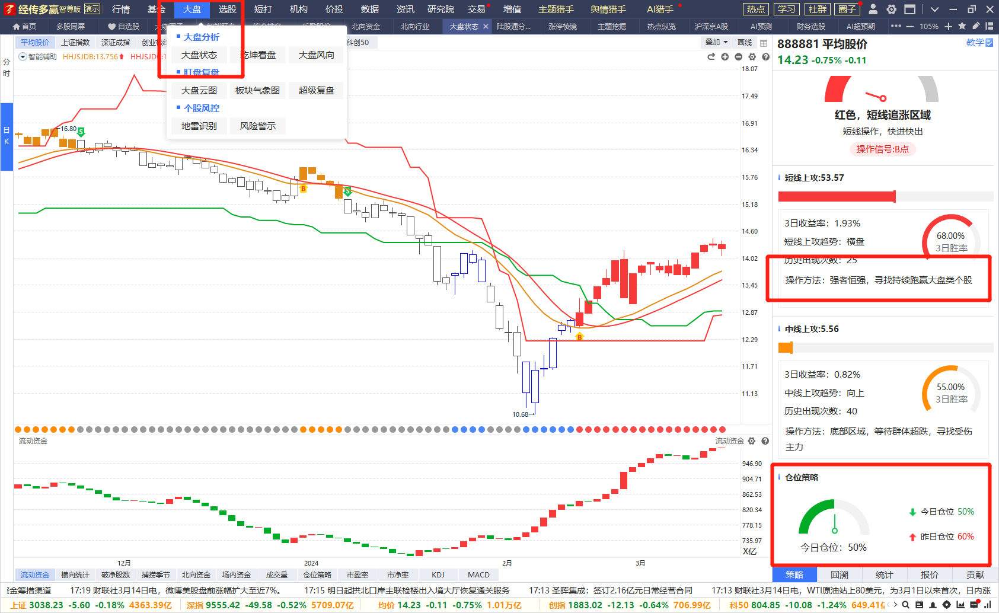 经传多赢 智尊版 演示 行情 基金 大盘 选股 短打 机构 价投 数据 资讯 研究院 交易 增值 主题猎手 舆情猎手 AI猎手 热点 学习 社群 圈子
首页 多股同屏 自选股 北向资金 北向行业 大盘状态 陆股通分... 涨停棱镜 主题挖掘 热点纵览 沪深京A股 AI预测 财务选股 AI超预期 105%
平均股价 上证指数 深证成指 创业板 科创50 叠加 画线
智能辅助 HHJSJDB:13.756 HHJSJD
大盘分析
大盘状态 乾坤看盘 大盘风向
盯盘复盘
大盘云图 板块气象图 超级复盘
个股风控
地雷识别 风险警示
分时
日K
16.80
S
B
S
B
10.68
18.07
17.49
16.91
16.34
15.76
15.18
14.60
14.02
13.45
12.87
12.29
11.71
11.13
流动资金 流动资金
946.90
904.71
862.53
820.34
778.15
735.97
X亿
12月 2024 2月 3月
流动资金 横向统计 破净股数 捕捞季节 北向资金 场内资金 成交量 仓位策略 市盈率 市净率 KDJ MACD
888881 平均股价 教学
14.23 -0.75% -0.11
红色，短线追涨区域
短线操作，快进快出
操作信号:B点
短线上攻:53.57
3日收益率：1.93%
短线上攻趋势：横盘
历史出现次数：25
68.00%
3日胜率
操作方法：强者恒强，寻找持续跑赢大盘类个股
中线上攻:5.56
3日收益率：0.82%
中线上攻趋势：向上
历史出现次数：40
55.00%
3日胜率
操作方法：底部区域，等待群体超跌，寻找受伤
主力
仓位策略
今日仓位 50%
昨日仓位 60%
今日仓位：50%
策略 回溯 统计 报价 贡献
资金筹措渠道 17:19 财联社3月14日电，微博美股盘前涨幅扩大至近7%。 17:15 明日起拱北口岸主联检楼出入境大厅恢复通关服务 17:13 圣晖集成：签订2.16亿元日常经营合同 17:13 财联社3月14日电，WTI原油站上80美元，为3月1日以来首次，日内涨
上证 3038.23 -5.60 -0.18% 4363.39亿 深指 9555.42 -49.58 -0.52% 5709.07亿 均价 14.23 -0.11 -0.75% 1.01万亿 创指 1883.02 -12.13 -0.64% 706.99亿 科50 804.85 -10.08 -1.24% 649.41亿